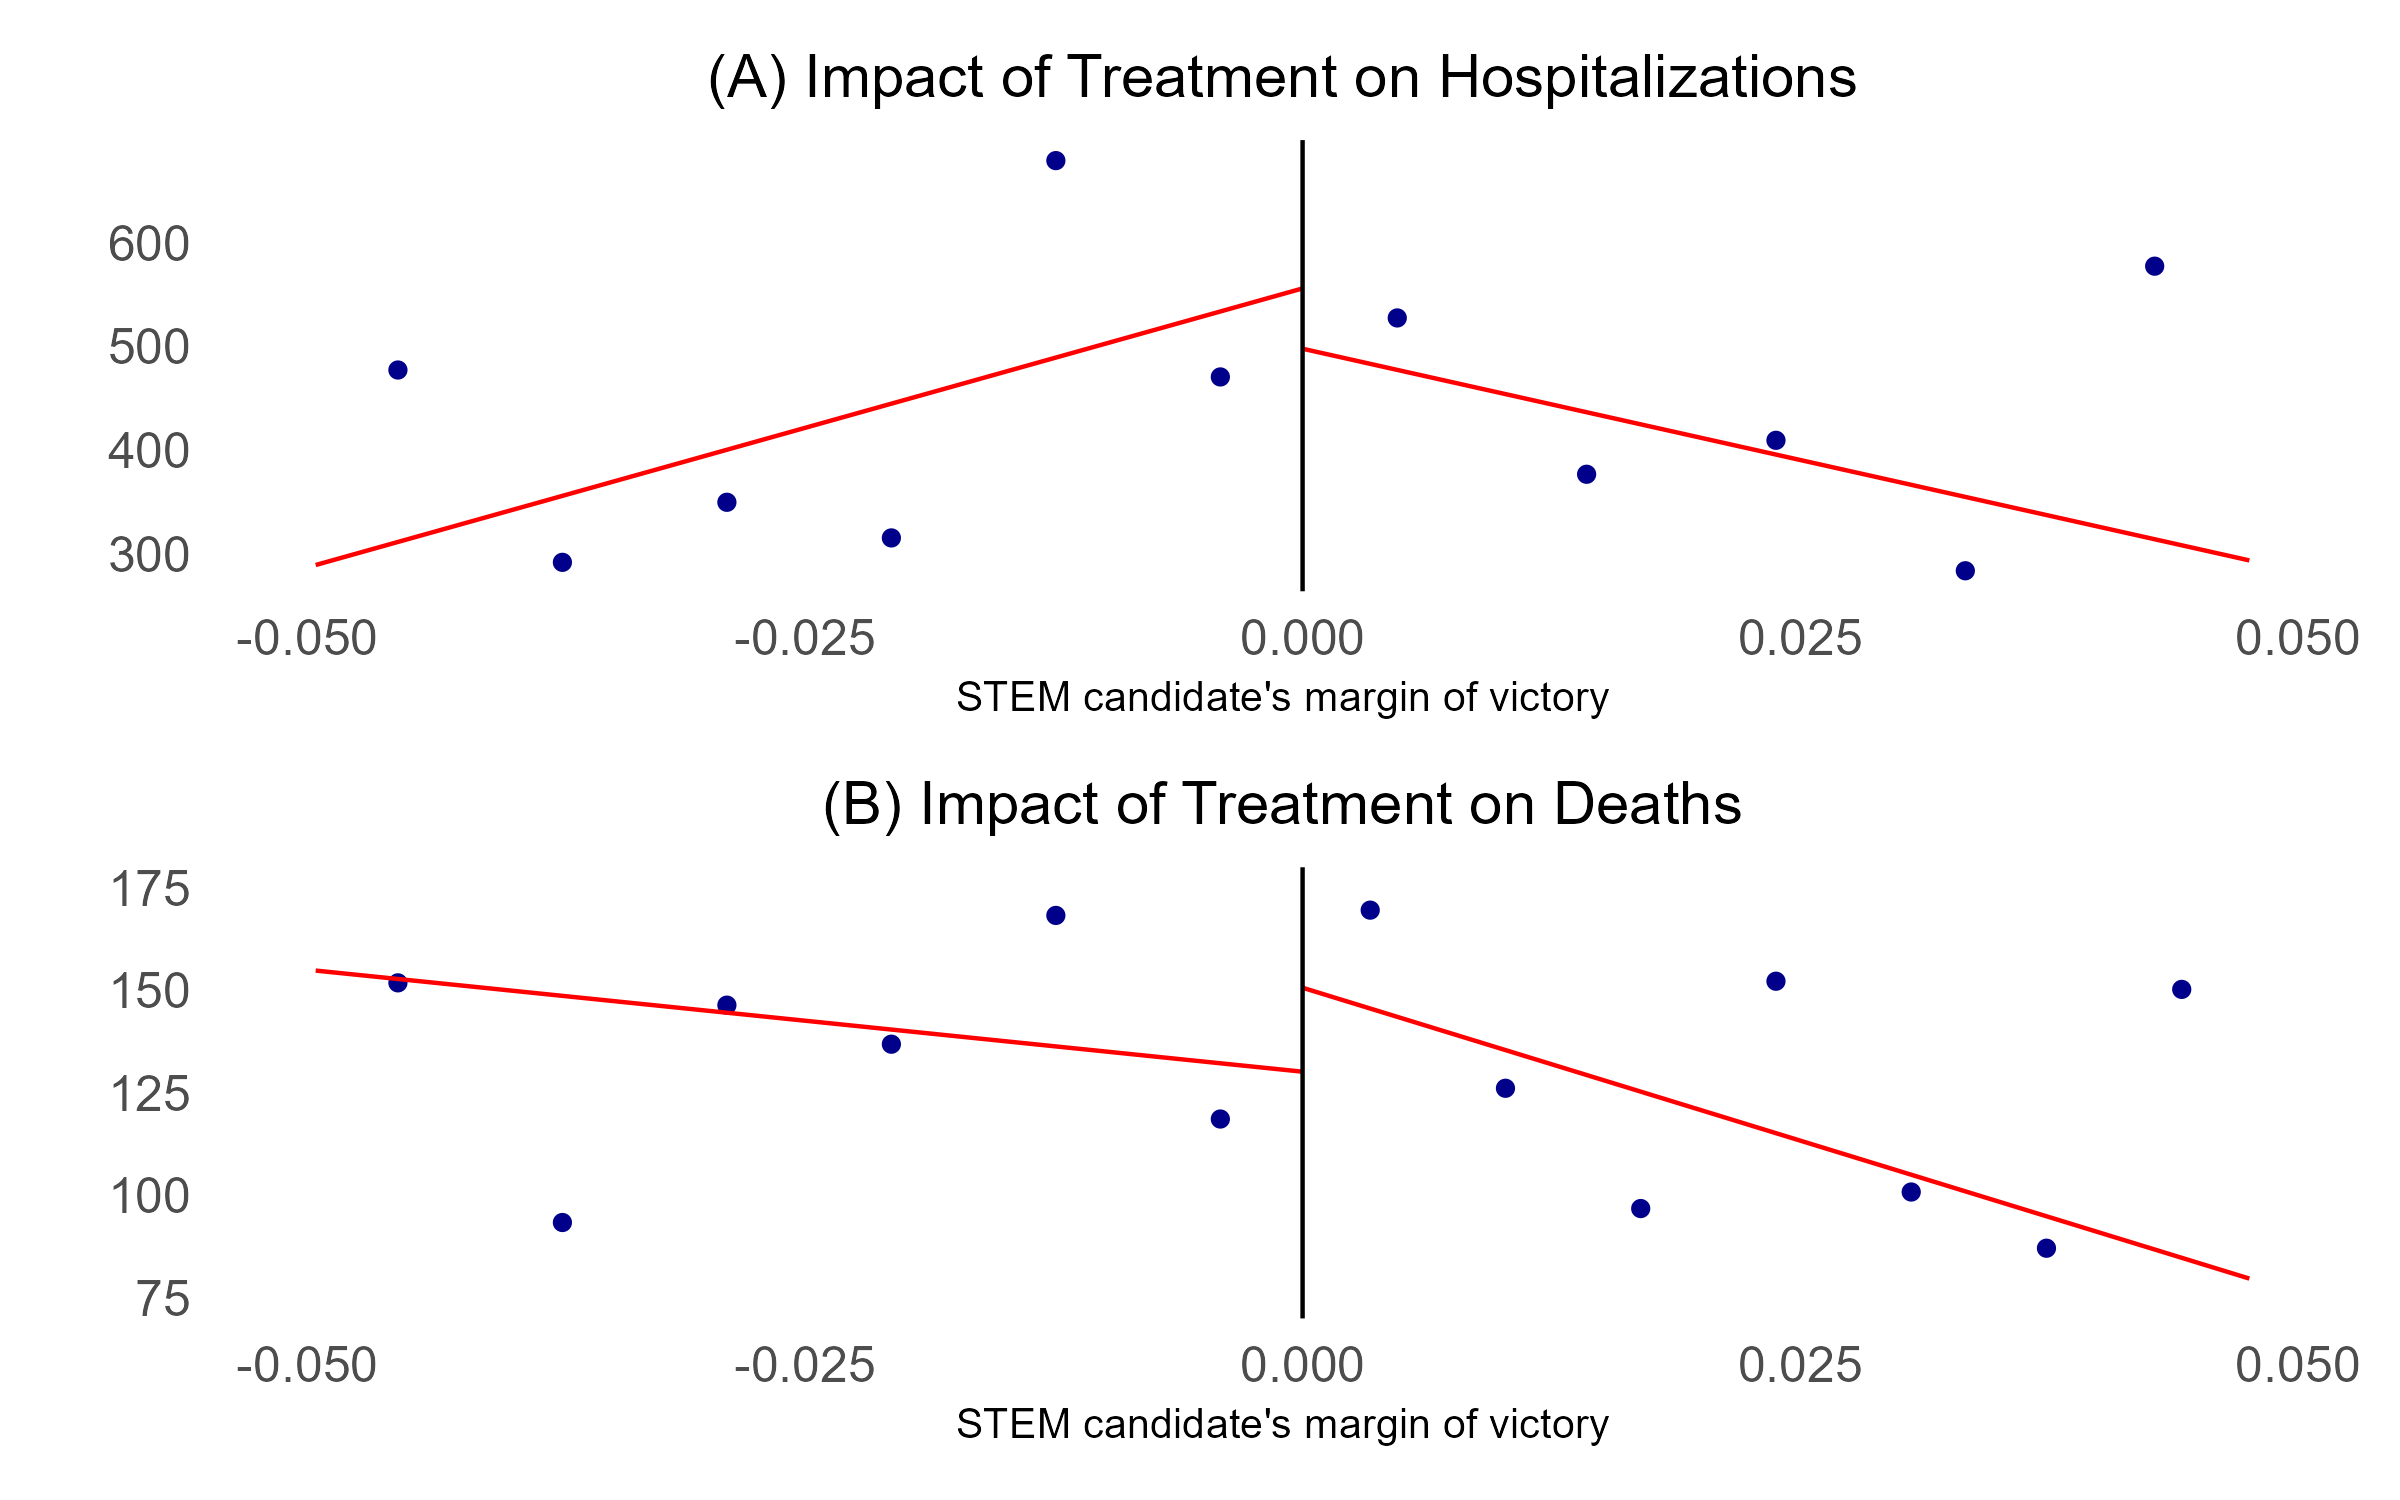 (A) Impact of Treatment on Hospitalizations
600
500
400
300
-0.050 -0.025 0.000 0.025 0.050
STEM candidate's margin of victory
(B) Impact of Treatment on Deaths
175
150
125
100
75
-0.050 -0.025 0.000 0.025 0.050
STEM candidate's margin of victory